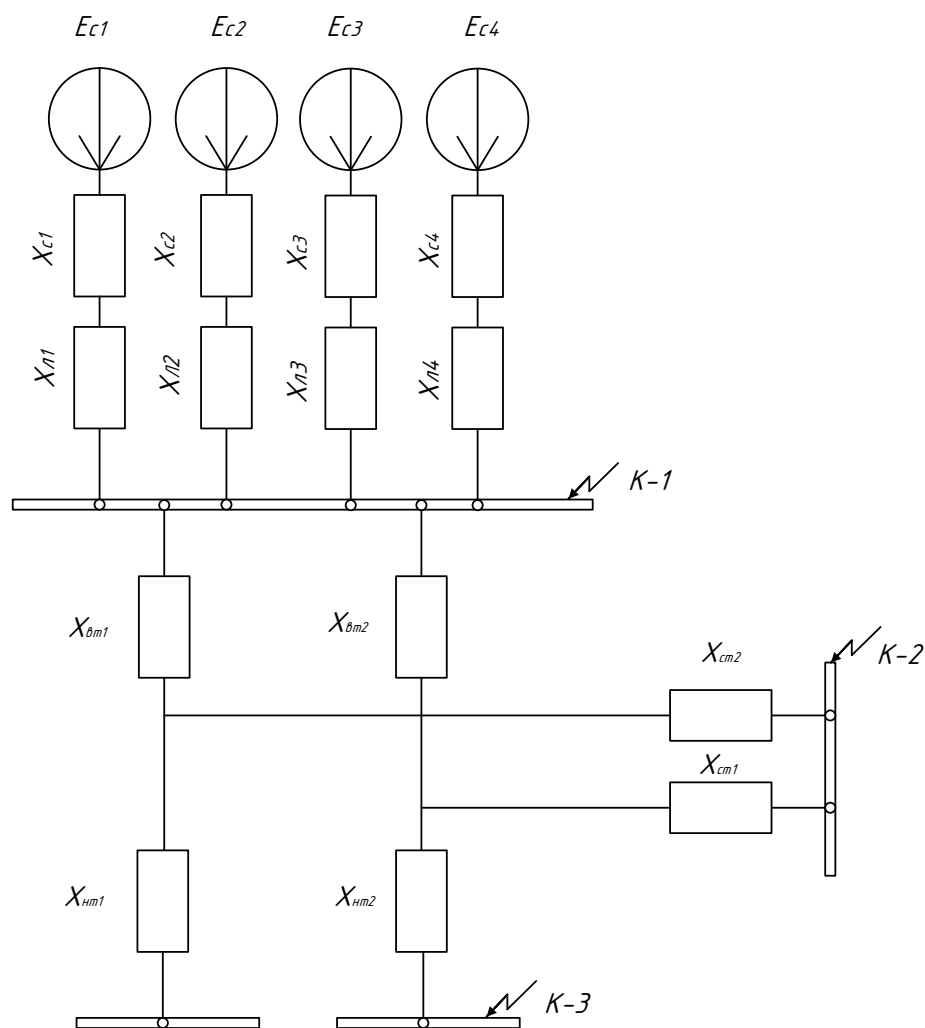 Ec1 Ec2 Ec3 Ec4
Xc1 Xc2 Xc3 Xc4
Xл1 Xл2 Xл3 Xл4
К-1
Xвт1 Xвт2
Xст2
К-2
Xст1
Xнт1 Xнт2
К-3